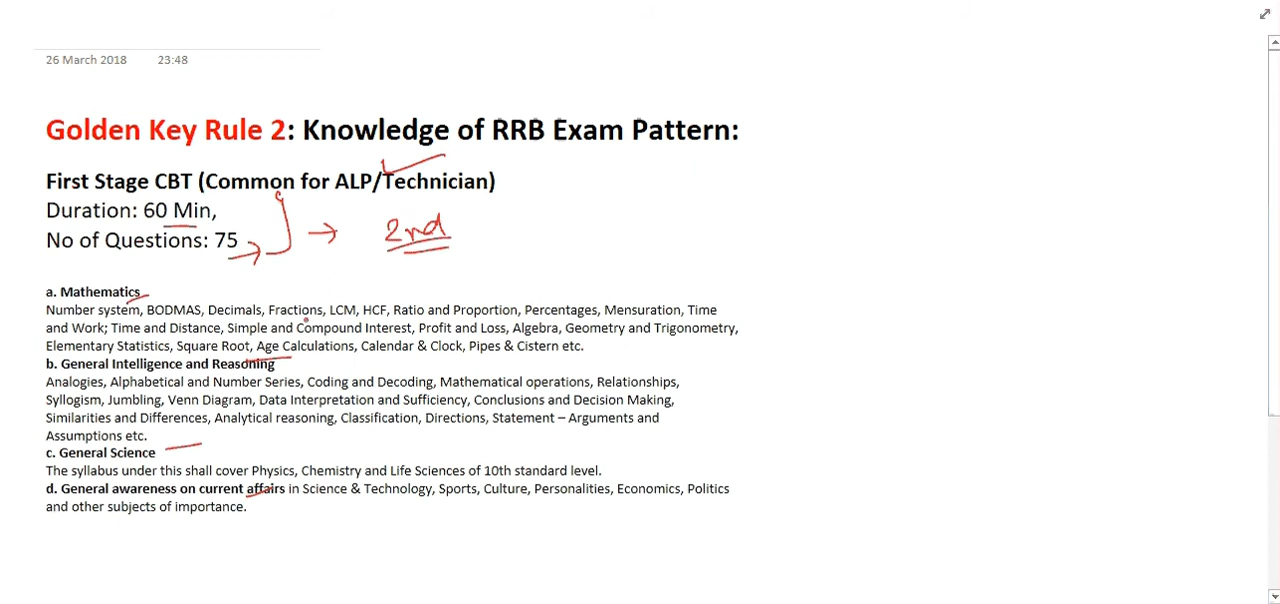 26 March 2018 23:48
Golden Key Rule 2: Knowledge of RRB Exam Pattern:
First Stage CBT (Common for ALP/Technician)
Duration: 60 Min,
No of Questions: 75
2nd
a. Mathematics
Number system, BODMAS, Decimals, Fractions, LCM, HCF, Ratio and Proportion, Percentages, Mensuration, Time
and Work; Time and Distance, Simple and Compound Interest, Profit and Loss, Algebra, Geometry and Trigonometry,
Elementary Statistics, Square Root, Age Calculations, Calendar & Clock, Pipes & Cistern etc.
b. General Intelligence and Reasoning
Analogies, Alphabetical and Number Series, Coding and Decoding, Mathematical operations, Relationships,
Syllogism, Jumbling, Venn Diagram, Data Interpretation and Sufficiency, Conclusions and Decision Making,
Similarities and Differences, Analytical reasoning, Classification, Directions, Statement – Arguments and
Assumptions etc.
c. General Science
The syllabus under this shall cover Physics, Chemistry and Life Sciences of 10th standard level.
d. General awareness on current affairs in Science & Technology, Sports, Culture, Personalities, Economics, Politics
and other subjects of importance.